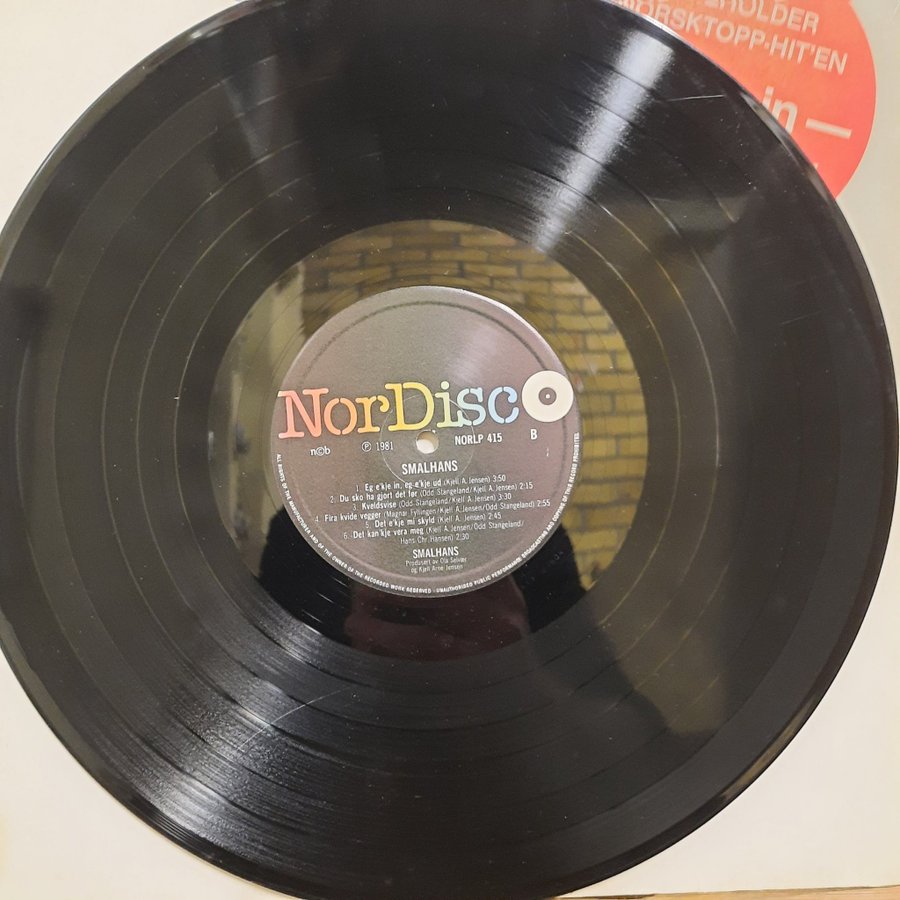 HOLDER
NORSKTOPP-HIT'EN
in —
NorDisco
n©b
℗ 1981
NORLP 415
B
SMALHANS
1. Eg e'kje in, eg e'kje ud (Kjell A. Jensen) 3:50
2. Du sko ha gjort det før (Odd Stangeland/Kjell A. Jensen) 2:15
3. Kveldsvise (Odd Stangeland/Kjell A. Jensen) 3:30
4. Fira kvide vegger (Magnar Fyllingen/Kjell A. Jensen/Odd Stangeland) 2:55
5. Det e'kje mi skyld (Kjell A. Jensen) 2:45
6. Det kan'kje vera meg (Kjell A. Jensen/Odd Stangeland/
Hans Chr. Hansen) 2:30
SMALHANS
Produsert av Ola
og Kjell Arne Jensen
ALL RIGHTS OF THE MANUFACTURER AND OF THE OWNER OF THE RECORDED WORK RESERVED - UNAUTHORISED PUBLIC PERFORMANCE, BROADCASTING AND COPYING OF THIS RECORD PROHIBITED